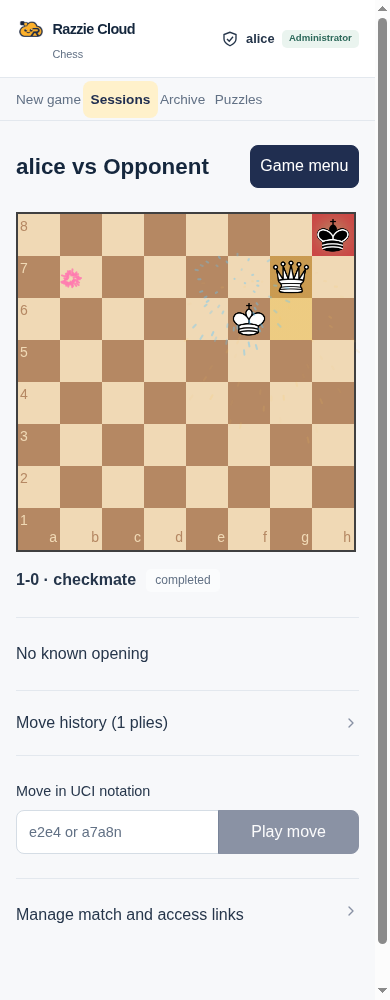 Razzie Cloud
Chess
alice
Administrator
New game Sessions Archive Puzzles
alice vs Opponent
Game menu
8
7
6
5
4
3
2
1
a b c d e f g h
1-0 · checkmate
completed
No known opening
Move history (1 plies)
Move in UCI notation
e2e4 or a7a8n
Play move
Manage match and access links